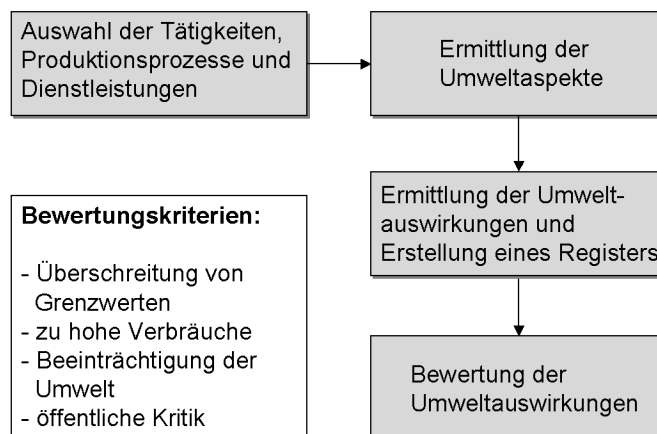 Auswahl der Tätigkeiten,
Produktionsprozesse und
Dienstleistungen
Ermittlung der
Umweltaspekte
Ermittlung der Umwelt-
auswirkungen und
Erstellung eines Registers
Bewertungskriterien:
- Überschreitung von
Grenzwerten
- zu hohe Verbräuche
- Beeinträchtigung der
Umwelt
- öffentliche Kritik
Bewertung der
Umweltauswirkungen